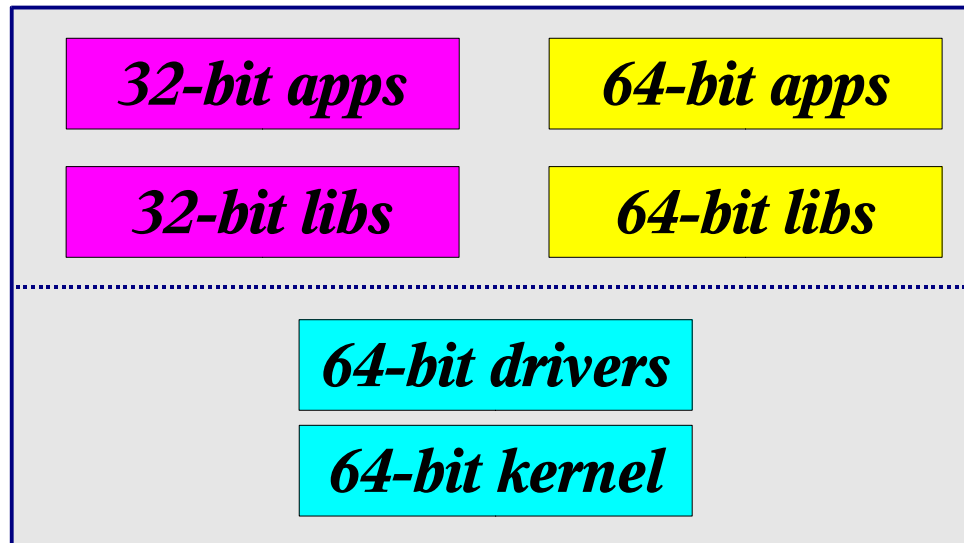 32-bit apps
64-bit apps
32-bit libs
64-bit libs
64-bit drivers
64-bit kernel